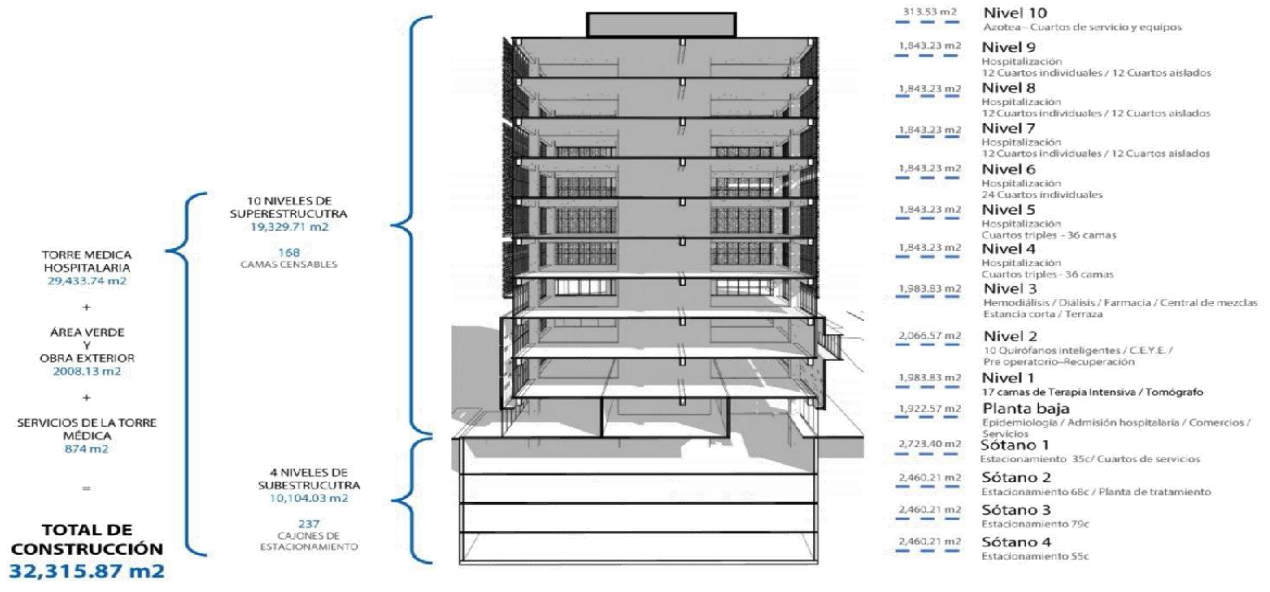 TORRE MEDICA
HOSPITALARIA
29,433.74 m2
+
ÁREA VERDE
Y
OBRA EXTERIOR
2008.13 m2
+
SERVICIOS DE LA TORRE
MÉDICA
874 m2
=
TOTAL DE
CONSTRUCCIÓN
32,315.87 m2
10 NIVELES DE
SUPERESTRUCUTRA
19,329.71 m2
168
CAMAS CENSABLES
4 NIVELES DE
SUBESTRUCUTRA
10,104.03 m2
237
CAJONES DE
ESTACIONAMIENTO
313.53 m2 Nivel 10
Azotea – Cuartos de servicio y equipos
1,843.23 m2 Nivel 9
Hospitalización
12 Cuartos individuales / 12 Cuartos aislados
1,843.23 m2 Nivel 8
Hospitalización
12 Cuartos individuales / 12 Cuartos aislados
1,843.23 m2 Nivel 7
Hospitalización
12 Cuartos individuales / 12 Cuartos aislados
1,843.23 m2 Nivel 6
Hospitalización
24 Cuartos individuales
1,843.23 m2 Nivel 5
Hospitalización
Cuartos triples - 36 camas
1,843.23 m2 Nivel 4
Hospitalización
Cuartos triples - 36 camas
1,983.83 m2 Nivel 3
Hemodiálisis / Diálisis / Farmacia / Central de mezclas
Estancia corta / Terraza
2,066.57 m2 Nivel 2
10 Quirófanos inteligentes / C.E.Y.E. /
Pre operatorio–Recuperación
1,983.83 m2 Nivel 1
17 camas de Terapia Intensiva / Tomógrafo
1,922.57 m2 Planta baja
Epidemiología / Admisión hospitalaria / Comercios /
Servicios
2,723.40 m2 Sótano 1
Estacionamiento 35c/ Cuartos de servicios
2,460.21 m2 Sótano 2
Estacionamiento 68c / Planta de tratamiento
2,460.21 m2 Sótano 3
Estacionamiento 79c
2,460.21 m2 Sótano 4
Estacionamiento 55c